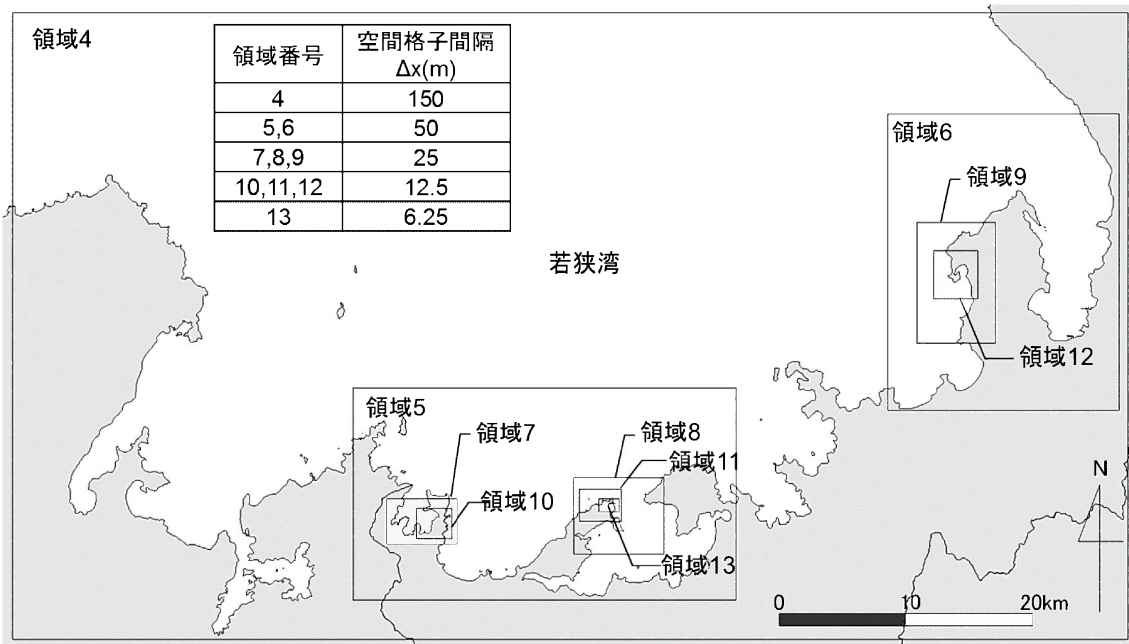 領域4
領域番号 空間格子間隔
Δx(m)
4 150
5,6 50
7,8,9 25
10,11,12 12.5
13 6.25
領域6
領域9
若狭湾
領域12
領域5
領域7
領域8
領域11
領域10
領域13
N
0 10 20km